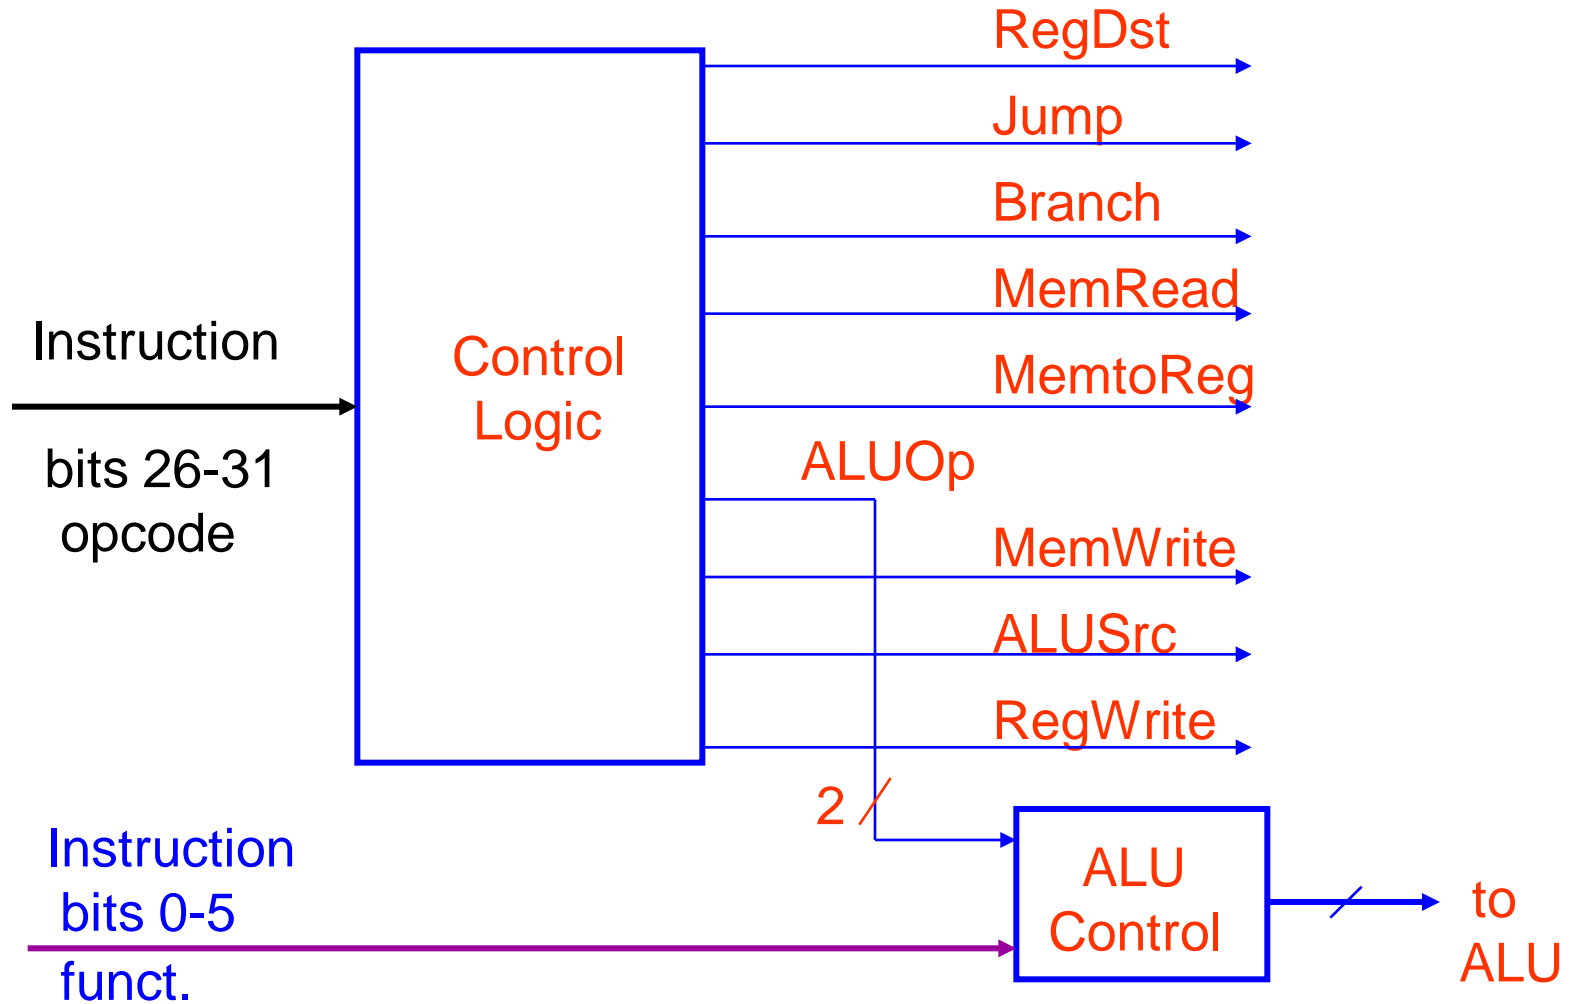 RegDst
Jump
Branch
MemRead
Instruction
Control
Logic
MemtoReg
bits 26-31
opcode
ALUOp
MemWrite
ALUSrc
RegWrite
2
Instruction
bits 0-5
funct.
ALU
Control
to
ALU